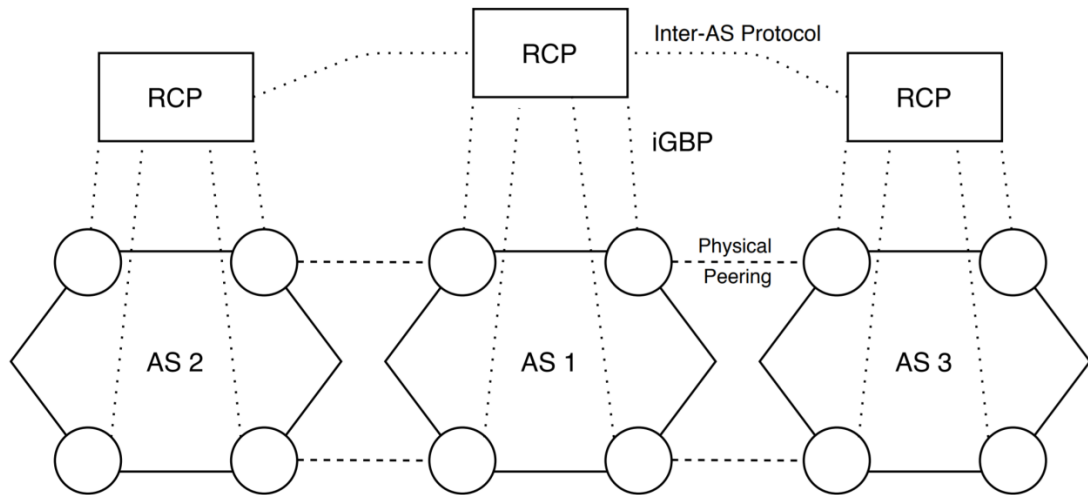 RCP
Inter-AS Protocol
RCP
RCP
iGBP
Physical
Peering
AS 2
AS 1
AS 3